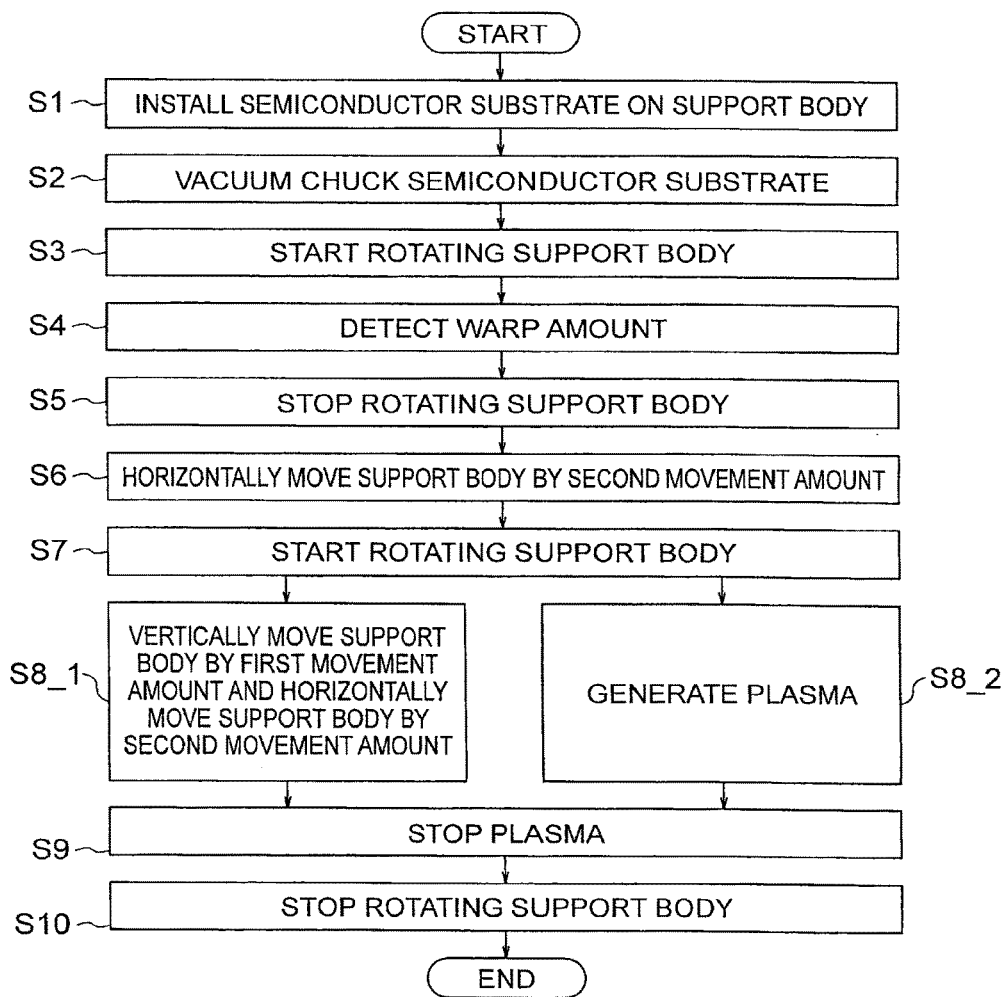 START
S1
INSTALL SEMICONDUCTOR SUBSTRATE ON SUPPORT BODY
S2
VACUUM CHUCK SEMICONDUCTOR SUBSTRATE
S3
START ROTATING SUPPORT BODY
S4
DETECT WARP AMOUNT
S5
STOP ROTATING SUPPORT BODY
S6
HORIZONTALLY MOVE SUPPORT BODY BY SECOND MOVEMENT AMOUNT
S7
START ROTATING SUPPORT BODY
S8_1
VERTICALLY MOVE SUPPORT
BODY BY FIRST MOVEMENT
AMOUNT AND HORIZONTALLY
MOVE SUPPORT BODY BY
SECOND MOVEMENT AMOUNT
GENERATE PLASMA
S8_2
S9
STOP PLASMA
S10
STOP ROTATING SUPPORT BODY
END